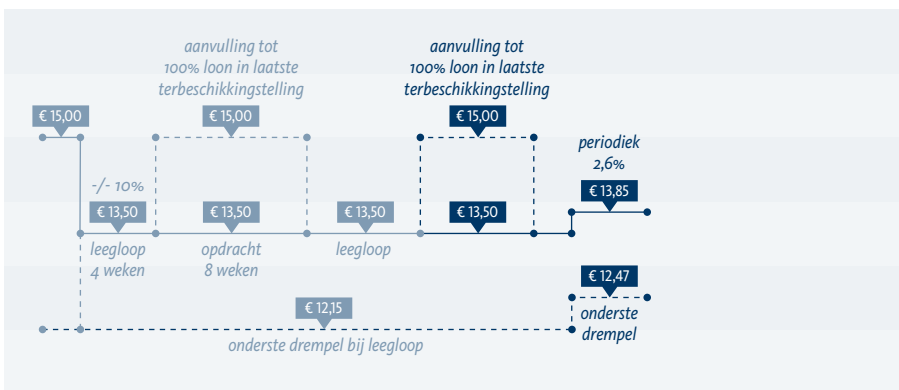 aanvulling tot
100% loon in laatste
terbeschikkingstelling
aanvulling tot
100% loon in laatste
terbeschikkingstelling
€ 15,00
€ 15,00
€ 15,00
periodiek
2,6%
-/- 10%
€ 13,50
€ 13,50
€ 13,50
€ 13,50
€ 13,85
leegloop
4 weken
opdracht
8 weken
leegloop
€ 12,15
€ 12,47
onderste drempel bij leegloop
onderste
drempel